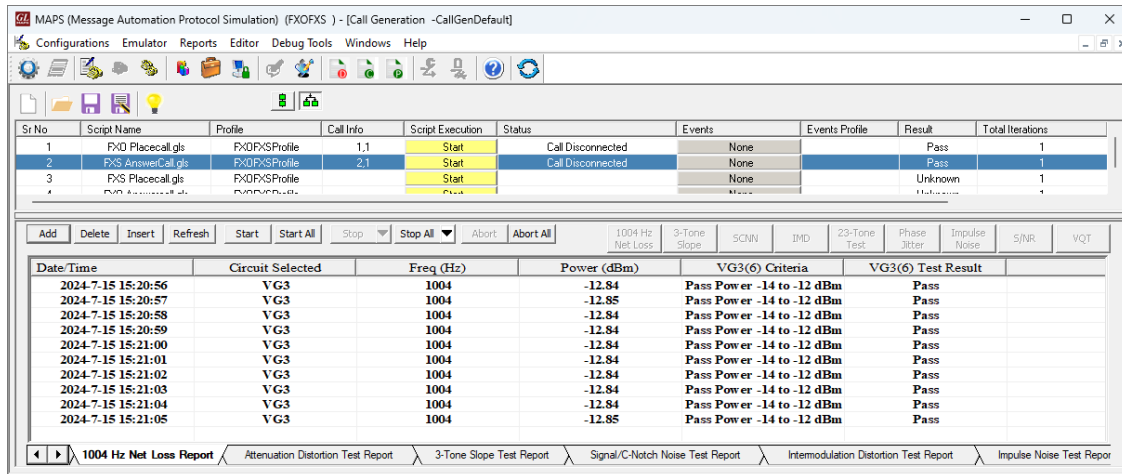 GL MAPS (Message Automation Protocol Simulation) (FXOFXS ) - [Call Generation -CallGenDefault]
Configurations Emulator Reports Editor Debug Tools Windows Help
Sr No Script Name Profile Call Info Script Execution Status Events Events Profile Result Total Iterations
1 FXO Placecall.gls FXOFXSProfile 1,1 Start Call Disconnected None Pass 1
2 FXS AnswerCall.gls FXOFXSProfile 2,1 Start Call Disconnected None Pass 1
3 FXS Placecall.gls FXOFXSProfile Start None Unknown 1
Add Delete Insert Refresh Start Start All Stop Stop All Abort Abort All 1004 Hz Net Loss 3-Tone Slope SCNN IMD 23-Tone Test Phase Jitter Impulse Noise S/NR VQT
Date/Time Circuit Selected Freq (Hz) Power (dBm) VG3(6) Criteria VG3(6) Test Result
2024-7-15 15:20:56 VG3 1004 -12.84 Pass Power -14 to -12 dBm Pass
2024-7-15 15:20:57 VG3 1004 -12.85 Pass Power -14 to -12 dBm Pass
2024-7-15 15:20:58 VG3 1004 -12.84 Pass Power -14 to -12 dBm Pass
2024-7-15 15:20:59 VG3 1004 -12.84 Pass Power -14 to -12 dBm Pass
2024-7-15 15:21:00 VG3 1004 -12.84 Pass Power -14 to -12 dBm Pass
2024-7-15 15:21:01 VG3 1004 -12.84 Pass Power -14 to -12 dBm Pass
2024-7-15 15:21:02 VG3 1004 -12.84 Pass Power -14 to -12 dBm Pass
2024-7-15 15:21:03 VG3 1004 -12.84 Pass Power -14 to -12 dBm Pass
2024-7-15 15:21:04 VG3 1004 -12.84 Pass Power -14 to -12 dBm Pass
2024-7-15 15:21:05 VG3 1004 -12.85 Pass Power -14 to -12 dBm Pass
1004 Hz Net Loss Report Attenuation Distortion Test Report 3-Tone Slope Test Report Signal/C-Notch Noise Test Report Intermodulation Distortion Test Report Impulse Noise Test Repor